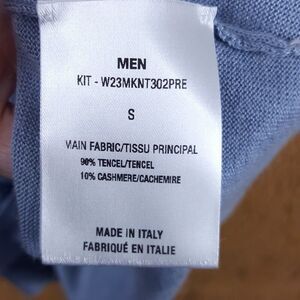 MEN
KIT - W23MKNT302PRE
S
MAIN FABRIC/TISSU PRINCIPAL
90% TENCEL/TENCEL
10% CASHMERE/CACHEMIRE
MADE IN ITALY
FABRIQUÉ EN ITALIE